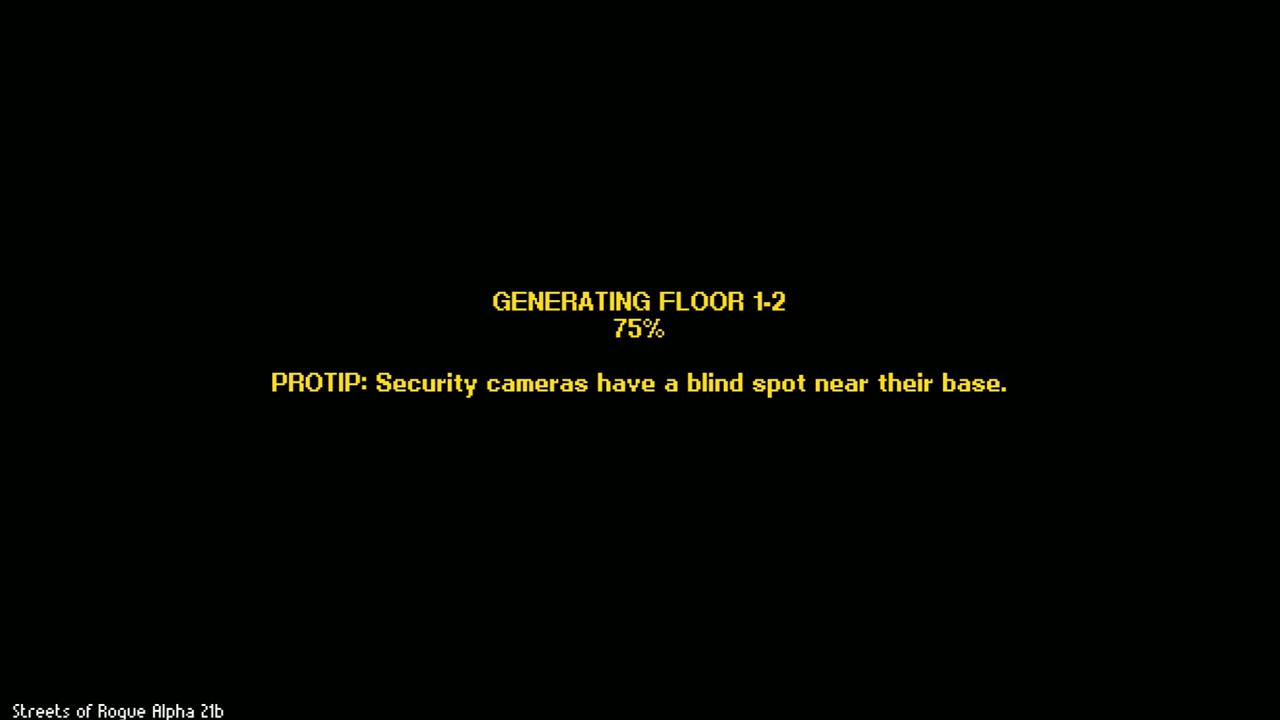 GENERATING FLOOR 1-2
75%
PROTIP: Security cameras have a blind spot near their base.
Streets of Rogue Alpha 21b